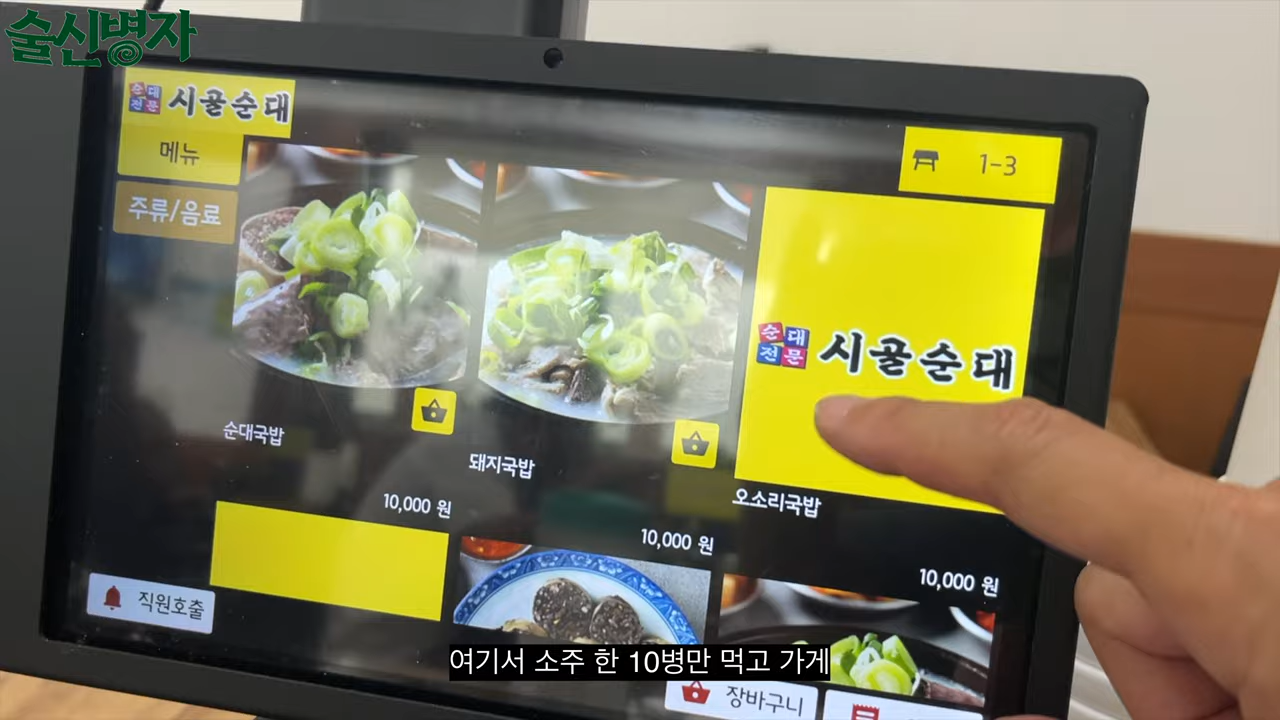 술신병자
순대
전문
시골순대
1-3
메뉴
주류/음료
순대
전문
시골순대
순대국밥
돼지국밥
오소리국밥
10,000 원
10,000 원
10,000 원
직원호출
여기서 소주 한 10병만 먹고 가게
장바구니